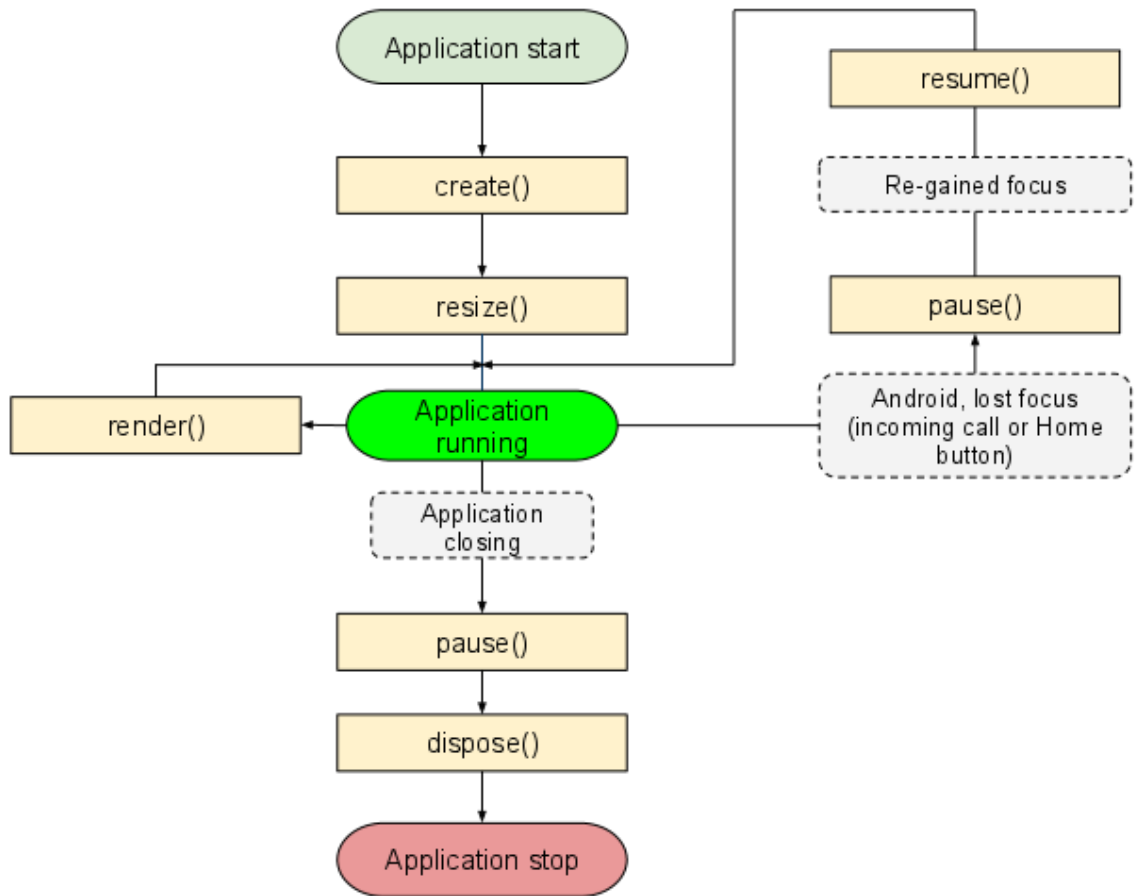 Application start
create()
resize()
render()
Application
running
Application
closing
pause()
dispose()
Application stop
resume()
Re-gained focus
pause()
Android, lost focus
(incoming call or Home
button)